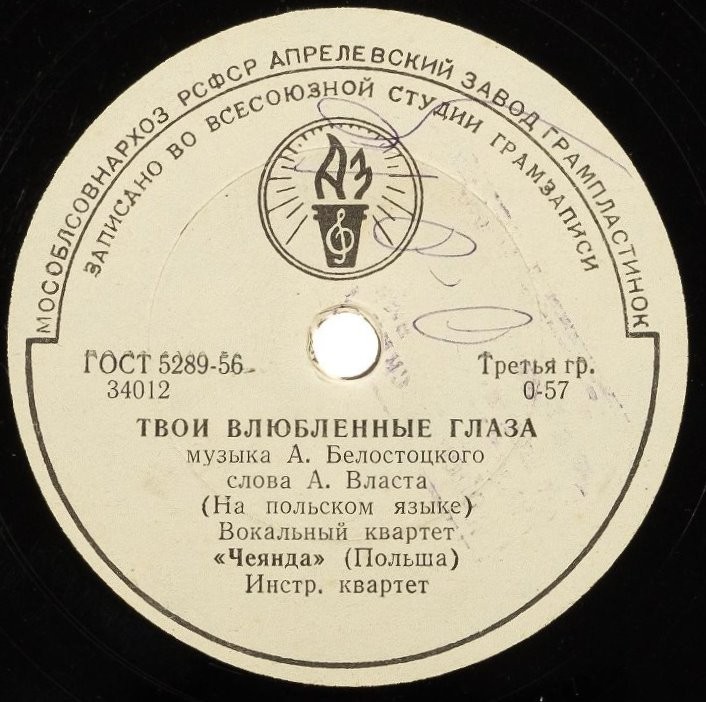 МОСОБЛСОВНАРХОЗ РСФСР АПРЕЛЕВСКИЙ ЗАВОД ГРАМПЛАСТИНОК
ЗАПИСАНО ВО ВСЕСОЮЗНОЙ СТУДИИ ГРАМЗАПИСИ
АЗ
ГОСТ 5289-56 Третья гр.
34012 0-57
ТВОИ ВЛЮБЛЕННЫЕ ГЛАЗА
музыка А. Белостоцкого
слова А. Власта
(На польском языке)
Вокальный квартет
«Чеянда» (Польша)
Инстр. квартет